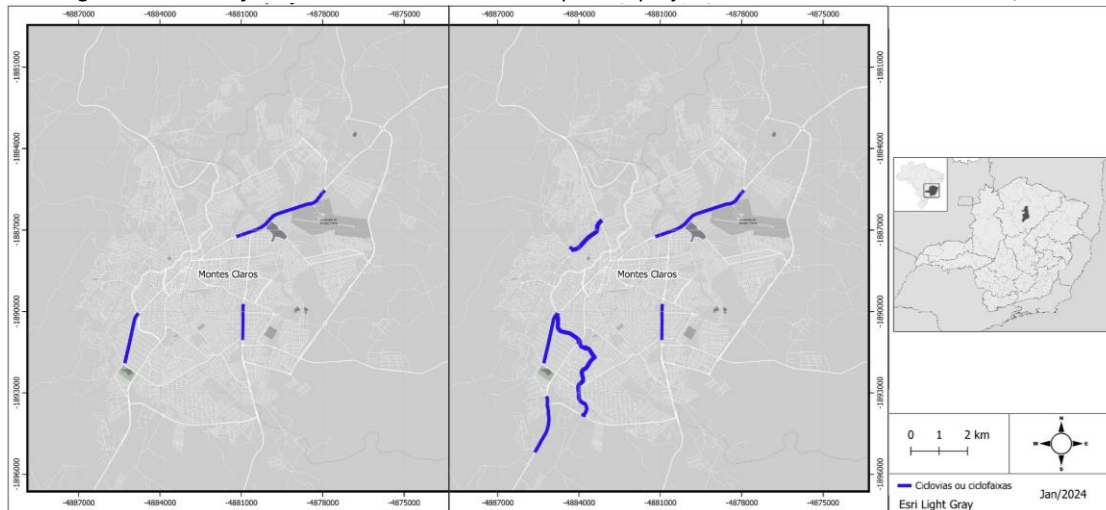 -4887000 -4884000 -4881000 -4878000 -4875000
-4887000 -4884000 -4881000 -4878000 -4875000
-1881000
-1884000
-1887000
-1890000
-1893000
-1896000
Montes Claros
Montes Claros
-1881000
-1884000
-1887000
-1890000
-1893000
-1896000
-4887000 -4884000 -4881000 -4878000 -4875000
-4887000 -4884000 -4881000 -4878000 -4875000
0 1 2 km
N
W E
S
Ciclovias ou ciclofaixas
Esri Light Gray
Jan/2024